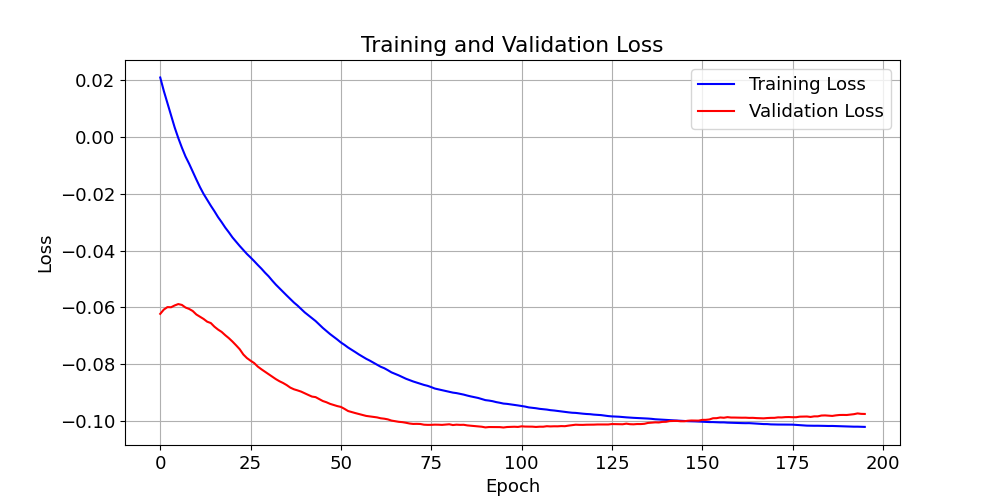 Training and Validation Loss
Training Loss
Validation Loss
0.02
0.00
−0.02
−0.04
−0.06
−0.08
−0.10
Loss
0 25 50 75 100 125 150 175 200
Epoch